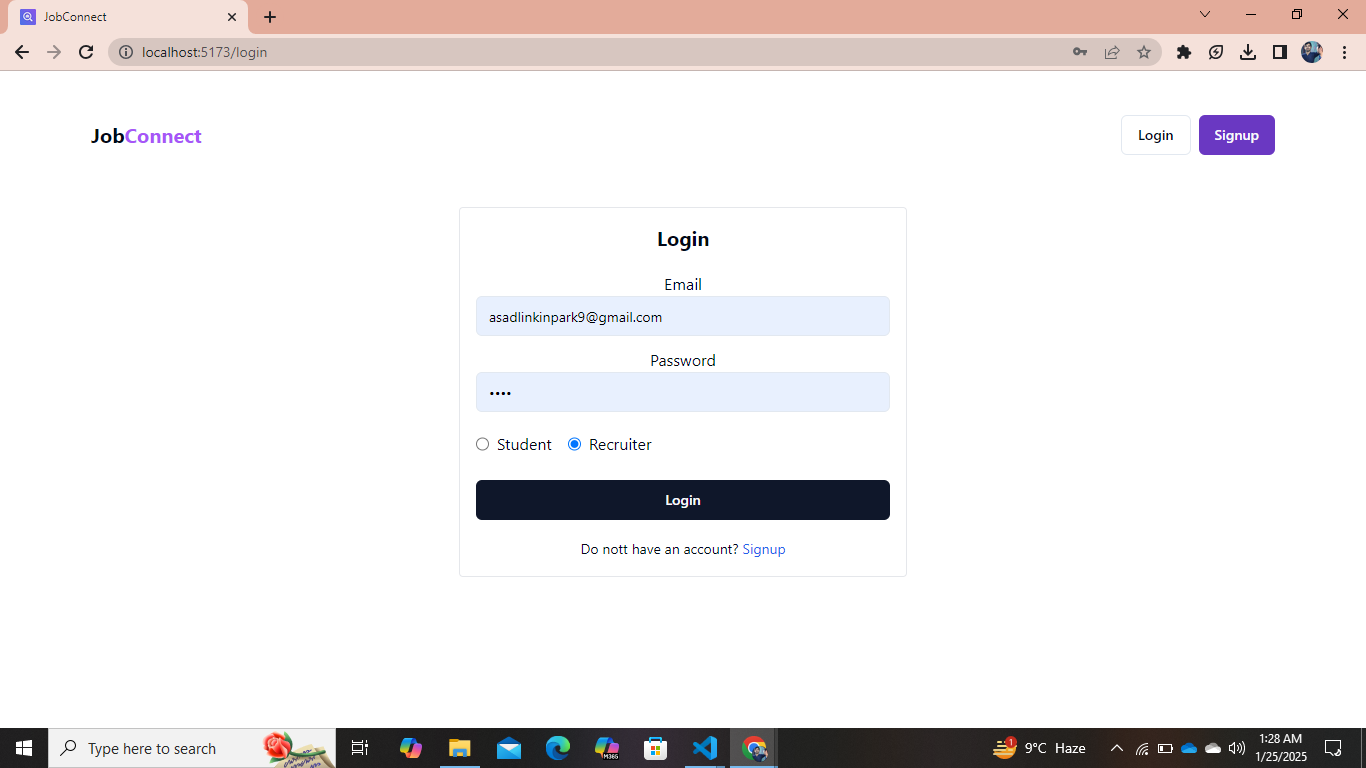 JobConnect
localhost:5173/login
JobConnect
Login
Signup
Login
Email
asadlinkinpark9@gmail.com
Password
••••
Student
Recruiter
Login
Do nott have an account? Signup
Type here to search
M365
1
9°C Haze
1:28 AM
1/25/2025